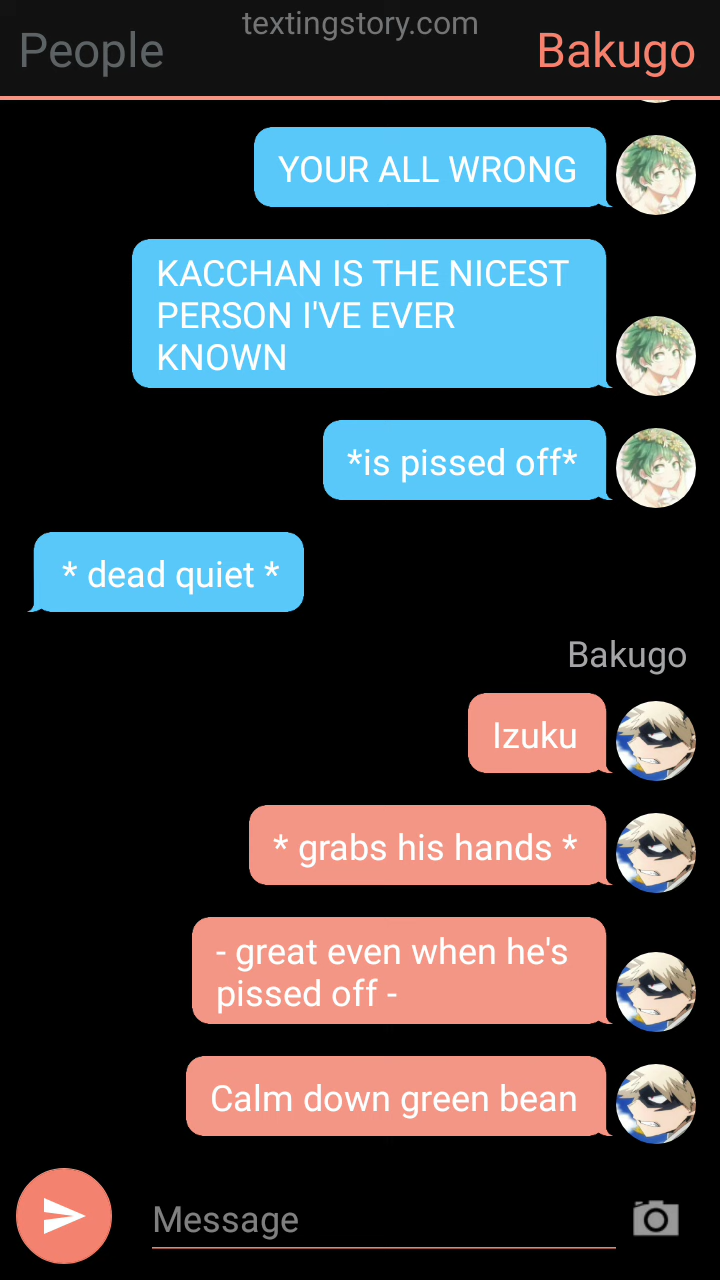 textingstory.com
People
Bakugo
YOUR ALL WRONG
KACCHAN IS THE NICEST
PERSON I'VE EVER
KNOWN
*is pissed off*
* dead quiet *
Bakugo
Izuku
* grabs his hands *
- great even when he's
pissed off -
Calm down green bean
Message